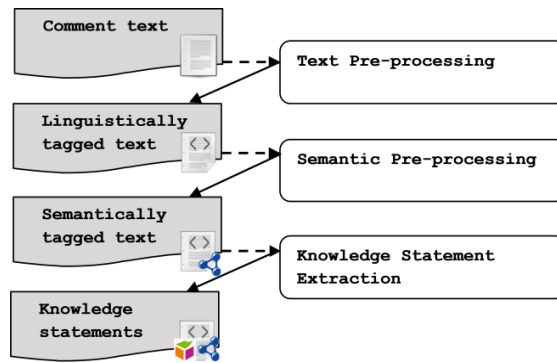 Comment text
Text Pre-processing
Linguistically
tagged text
Semantic Pre-processing
Semantically
tagged text
Knowledge Statement
Extraction
Knowledge
statements